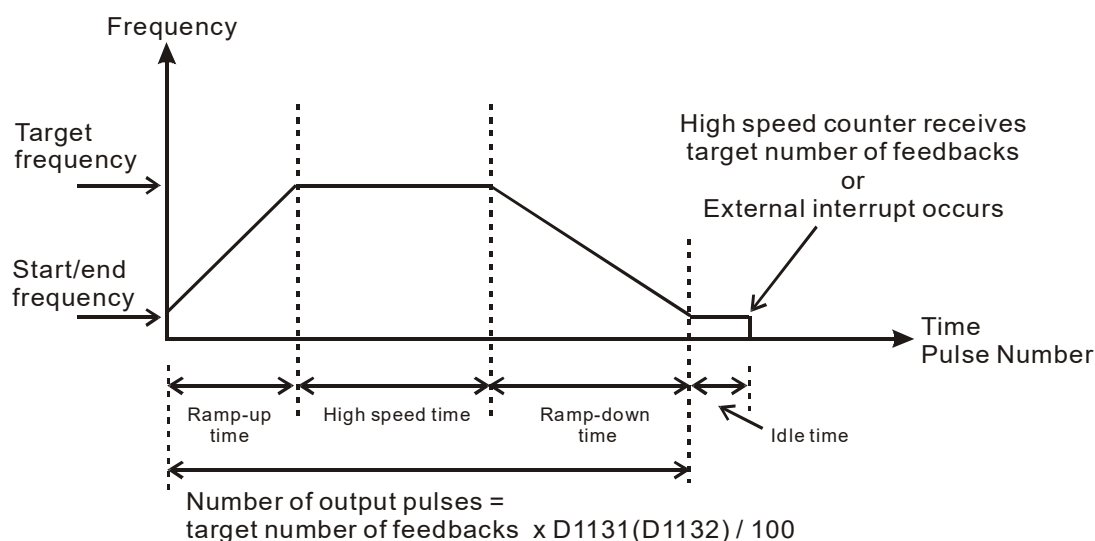 Frequency
Target
frequency
High speed counter receives
target number of feedbacks
or
External interrupt occurs
Start/end
frequency
Time
Pulse Number
Ramp-up
time
High speed time
Ramp-down
time
Idle time
Number of output pulses =
target number of feedbacks x D1131(D1132) / 100